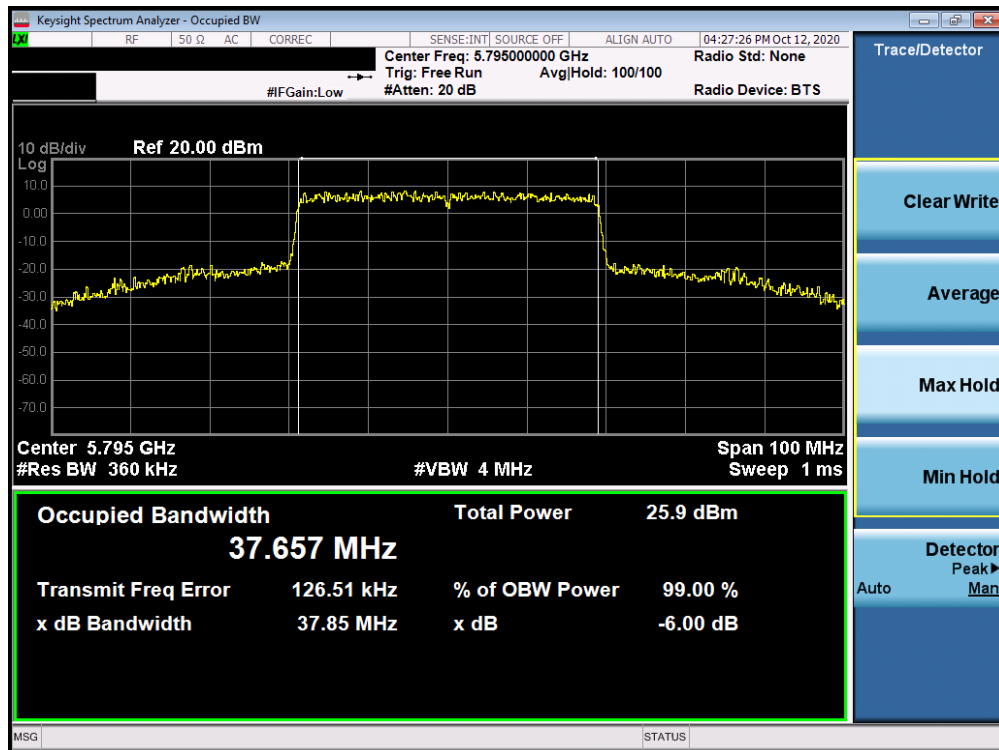 Keysight Spectrum Analyzer - Occupied BW
LXI RF 50 Ω AC CORREC SENSE:INT SOURCE OFF ALIGN AUTO 04:27:26 PM Oct 12, 2020
Center Freq: 5.795000000 GHz Radio Std: None
Trig: Free Run Avg|Hold: 100/100
#IFGain:Low #Atten: 20 dB Radio Device: BTS
10 dB/div Ref 20.00 dBm
Log
10.0
0.00
-10.0
-20.0
-30.0
-40.0
-50.0
-60.0
-70.0
Center 5.795 GHz Span 100 MHz
#Res BW 360 kHz #VBW 4 MHz Sweep 1 ms
Occupied Bandwidth Total Power 25.9 dBm
37.657 MHz
Transmit Freq Error 126.51 kHz % of OBW Power 99.00 %
x dB Bandwidth 37.85 MHz x dB -6.00 dB
MSG STATUS
Trace/Detector
Clear Write
Average
Max Hold
Min Hold
Detector
Peak▶
Auto Man